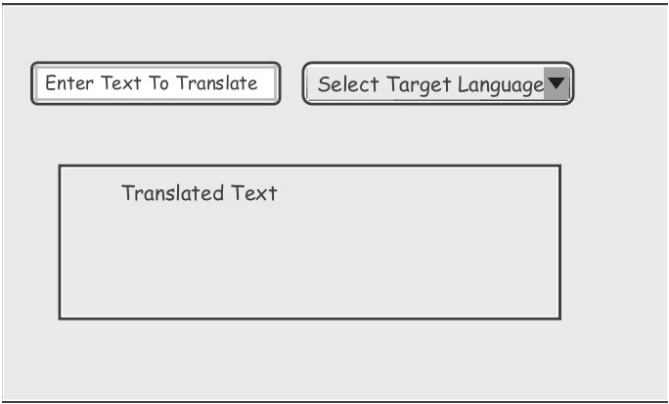 Enter Text To Translate
Select Target Language
Translated Text